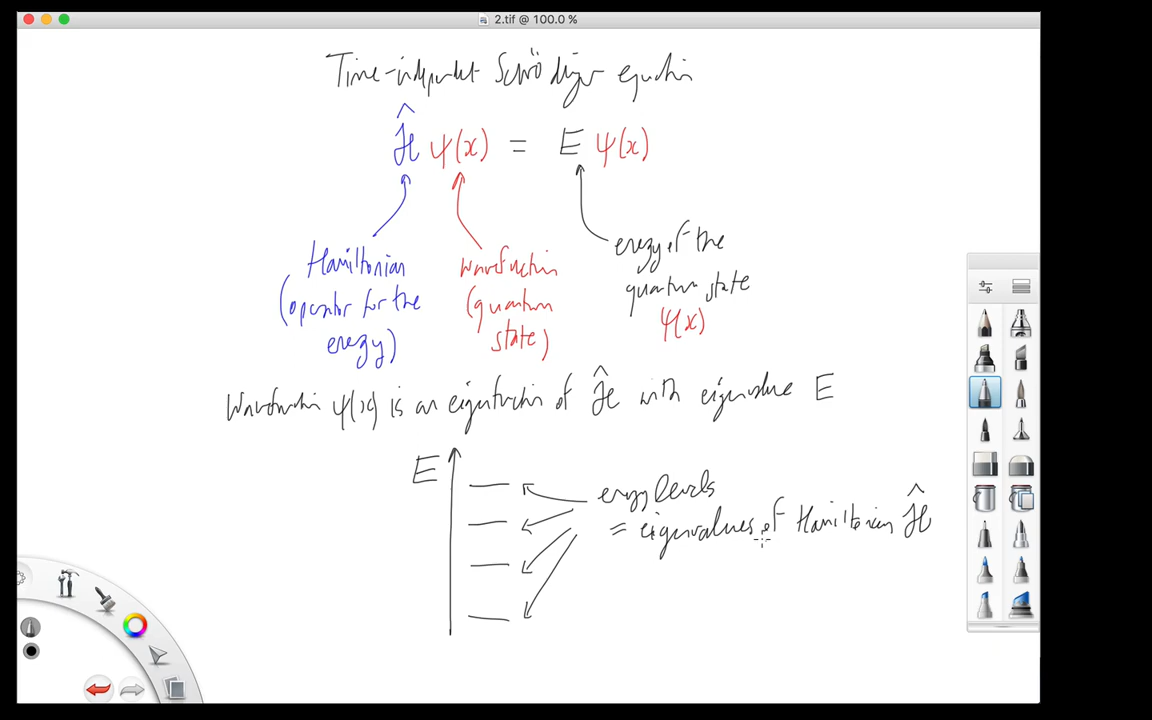 2.tif @ 100.0 %
Time-independent Schrödinger equation
Ĥ ψ(x) = E ψ(x)
Hamiltonian
(operator for the
energy)
wavefunction
(quantum
state)
energy of the
quantum state
ψ(x)
Wavefunction ψ(x) is an eigenfunction of Ĥ with eigenvalue E
E
energy levels
= eigenvalues of Hamiltonian Ĥ